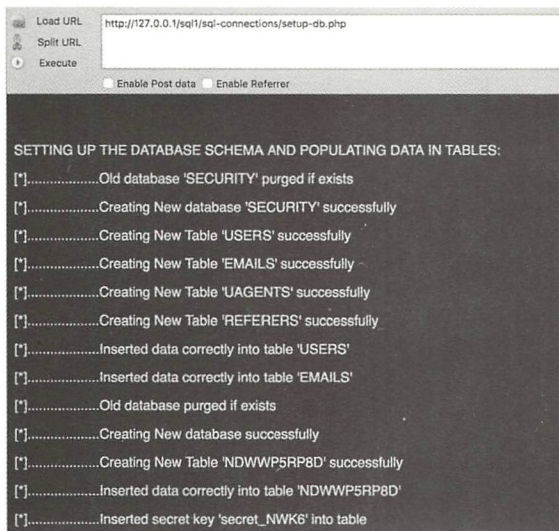 Load URL
http://127.0.0.1/sql1/sql-connections/setup-db.php
Split URL
Execute
Enable Post data Enable Referrer
SETTING UP THE DATABASE SCHEMA AND POPULATING DATA IN TABLES:
[*]...................Old database 'SECURITY' purged if exists
[*]...................Creating New database 'SECURITY' successfully
[*]...................Creating New Table 'USERS' successfully
[*]...................Creating New Table 'EMAILS' successfully
[*]...................Creating New Table 'UAGENTS' successfully
[*]...................Creating New Table 'REFERERS' successfully
[*]...................Inserted data correctly into table 'USERS'
[*]...................Inserted data correctly into table 'EMAILS'
[*]...................Old database purged if exists
[*]...................Creating New database successfully
[*]...................Creating New Table 'NDWWP5RP8D' successfully
[*]...................Inserted data correctly into table 'NDWWP5RP8D'
[*]...................Inserted secret key 'secret_NWK6' into table